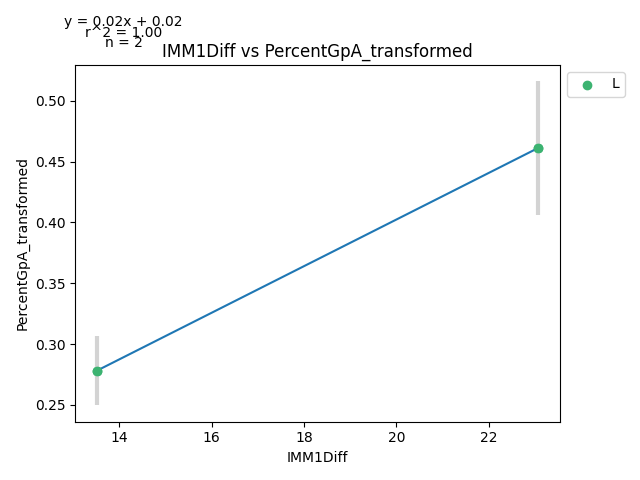 y = 0.02x + 0.02
r^2 = 1.00
n = 2
IMM1Diff vs PercentGpA_transformed
L
PercentGpA_transformed
0.50
0.45
0.40
0.35
0.30
0.25
14 16 18 20 22
IMM1Diff